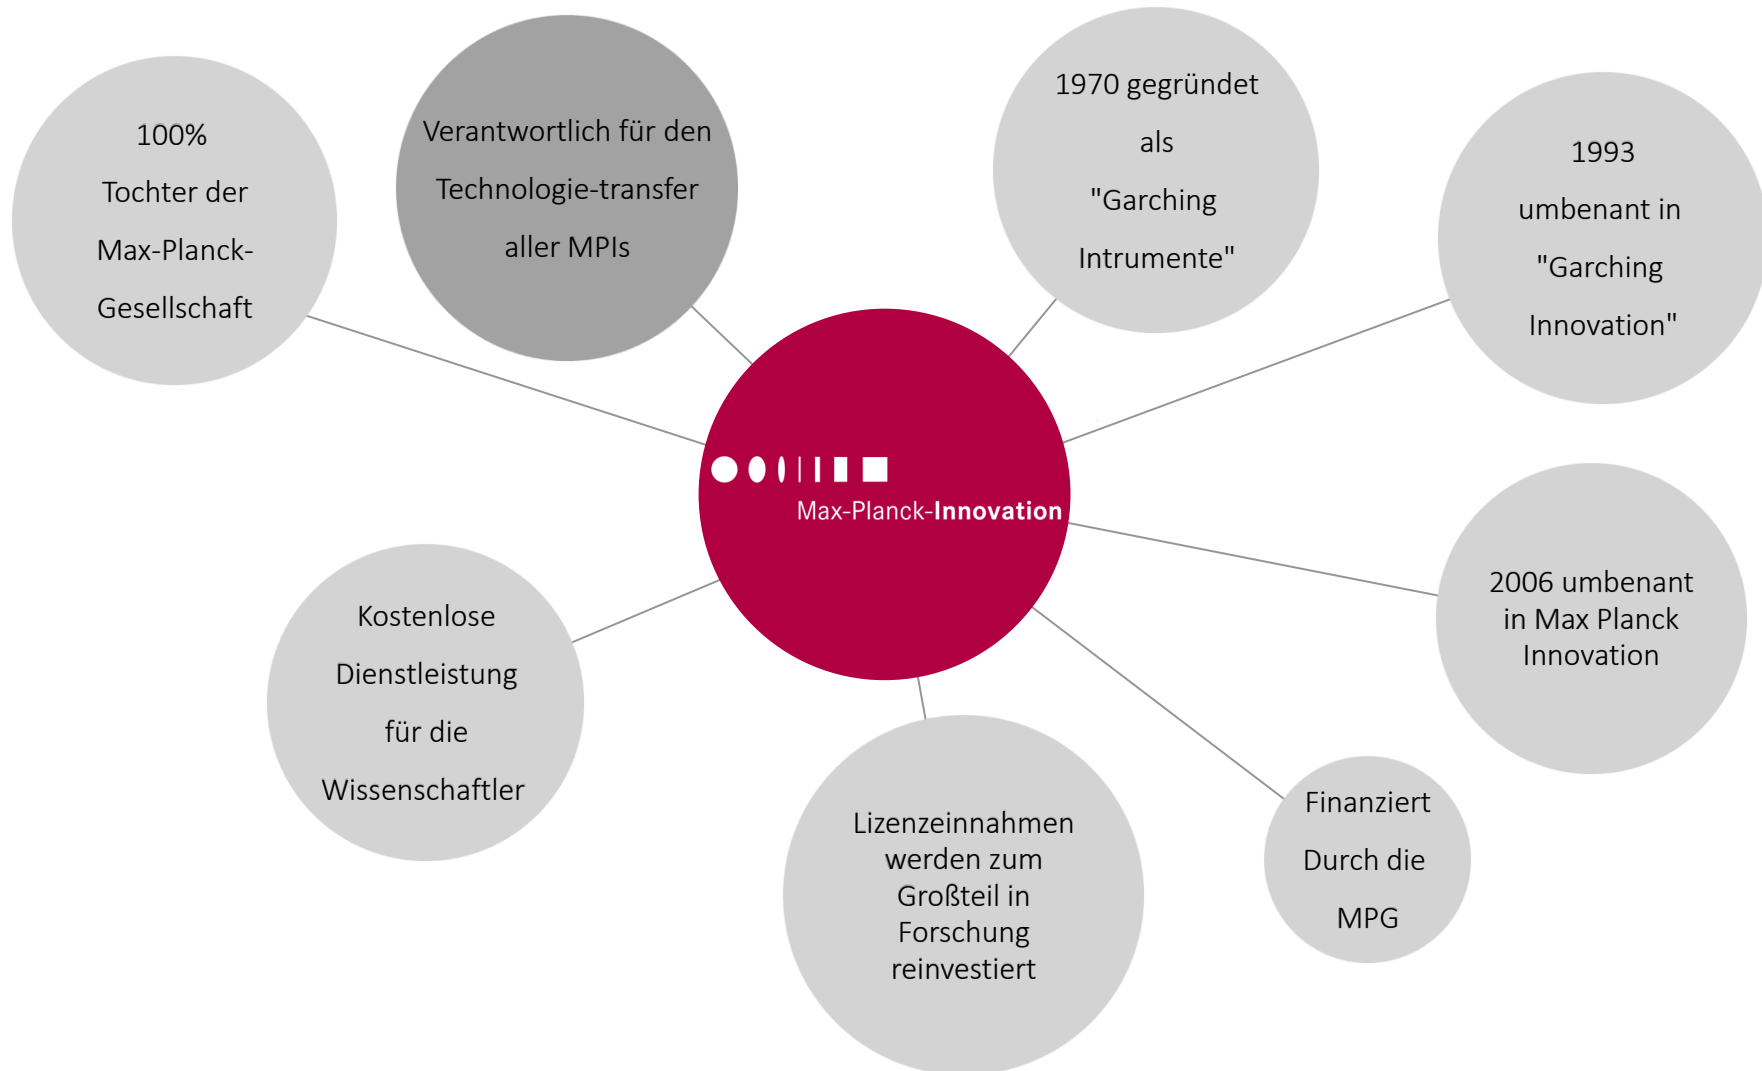 100%
Tochter der
Max-Planck-
Gesellschaft
Verantwortlich für den
Technologie-transfer
aller MPIs
1970 gegründet
als
"Garching
Intrumente"
1993
umbenant in
"Garching
Innovation"
Max-Planck-Innovation
2006 umbenant
in Max Planck
Innovation
Kostenlose
Dienstleistung
für die
Wissenschaftler
Lizenzeinnahmen
werden zum
Großteil in
Forschung
reinvestiert
Finanziert
Durch die
MPG